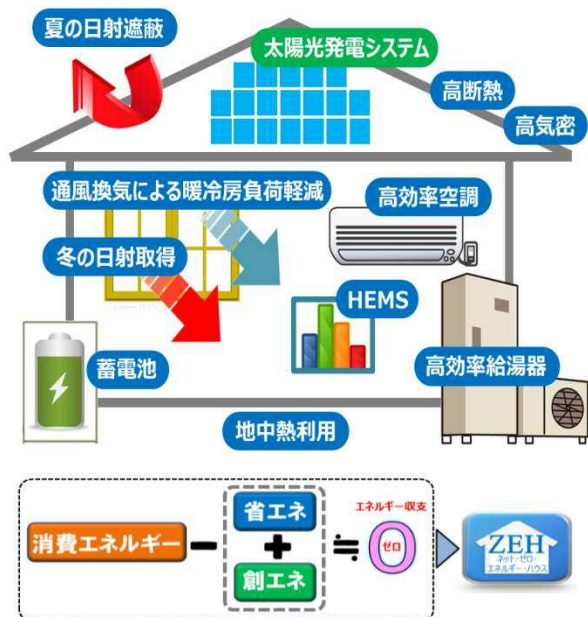 夏の日射遮蔽
太陽光発電システム
高断熱
高気密
通風換気による暖冷房負荷軽減
高効率空調
冬の日射取得
HEMS
蓄電池
高効率給湯器
地中熱利用
消費エネルギー
－
省エネ
＋
創エネ
≒
エネルギー収支
ゼロ
ZEH
ネット・ゼロ・
エネルギー・ハウス